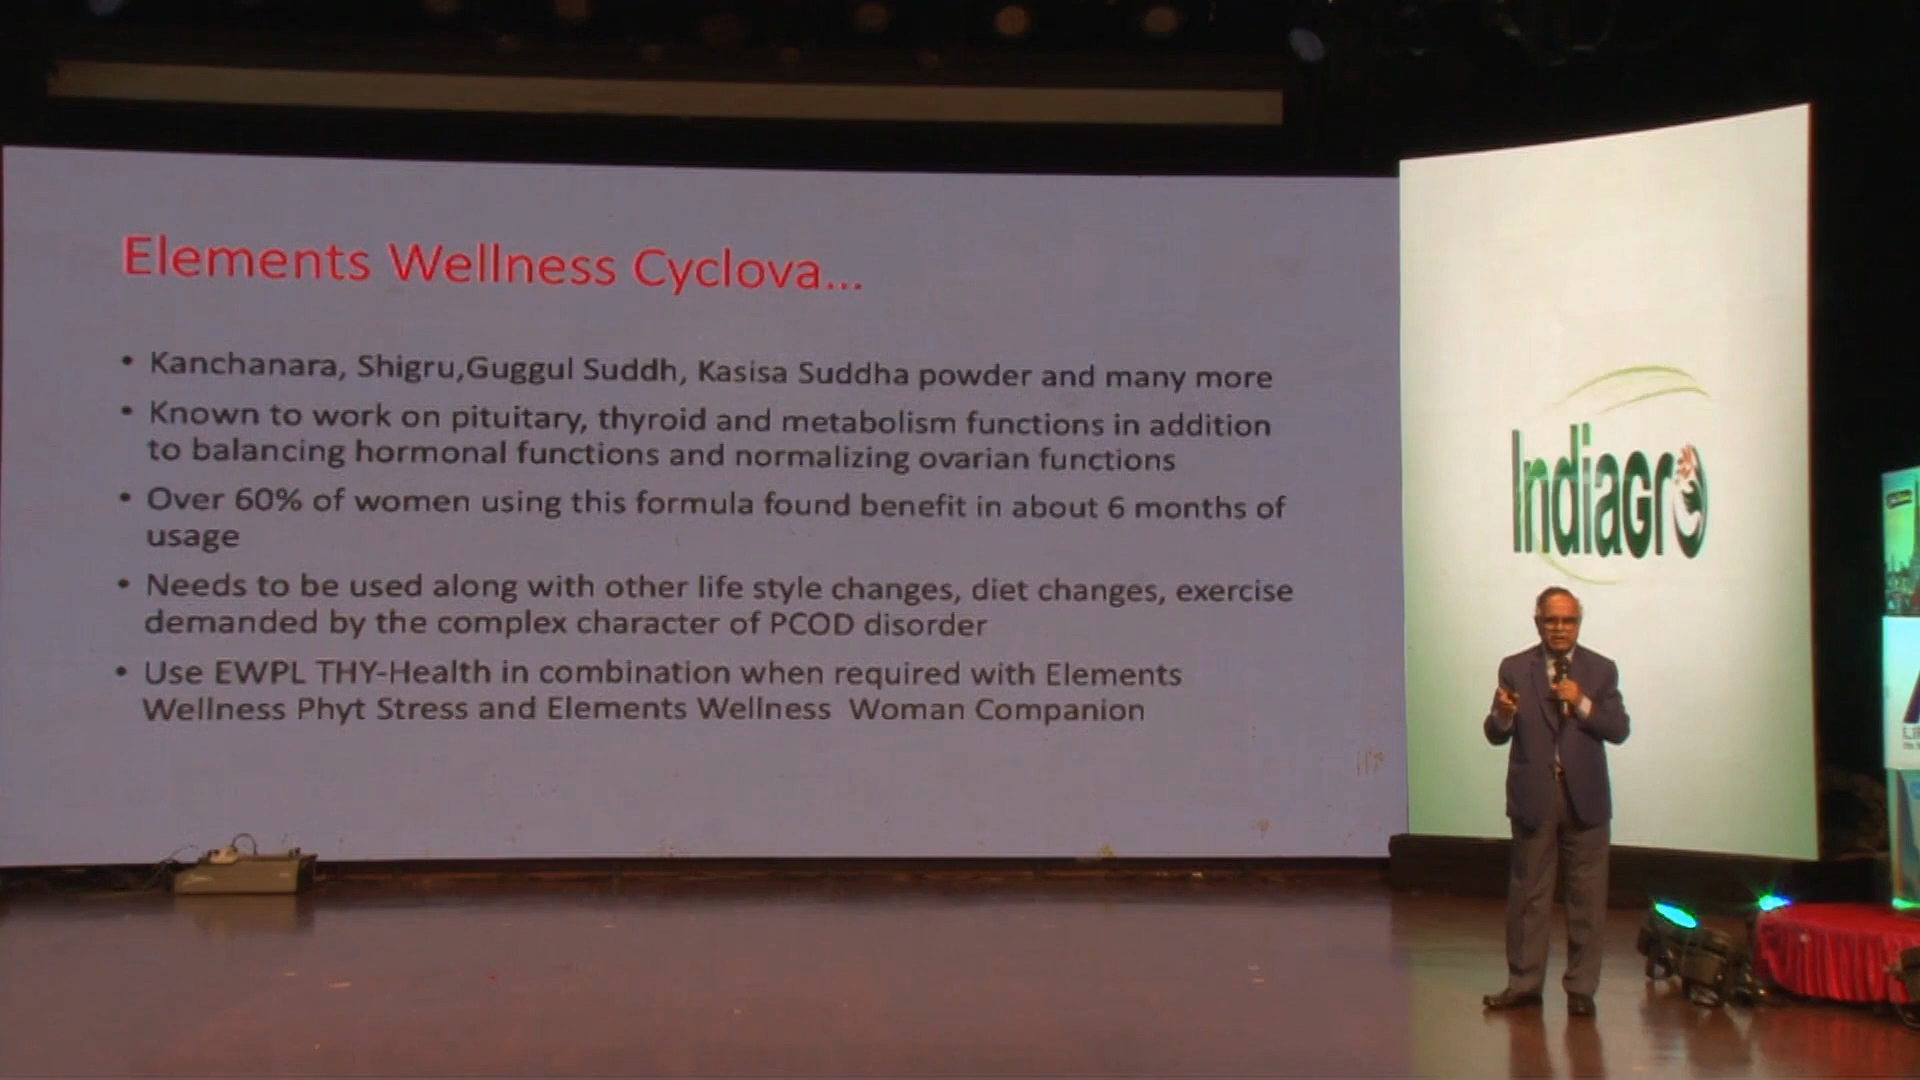 Elements Wellness Cyclova...
• Kanchanara, Shigru,Guggul Suddh, Kasisa Suddha powder and many more
• Known to work on pituitary, thyroid and metabolism functions in addition
to balancing hormonal functions and normalizing ovarian functions
• Over 60% of women using this formula found benefit in about 6 months of
usage
• Needs to be used along with other life style changes, diet changes, exercise
demanded by the complex character of PCOD disorder
• Use EWPL THY-Health in combination when required with Elements
Wellness Phyt Stress and Elements Wellness Woman Companion
Indiagro